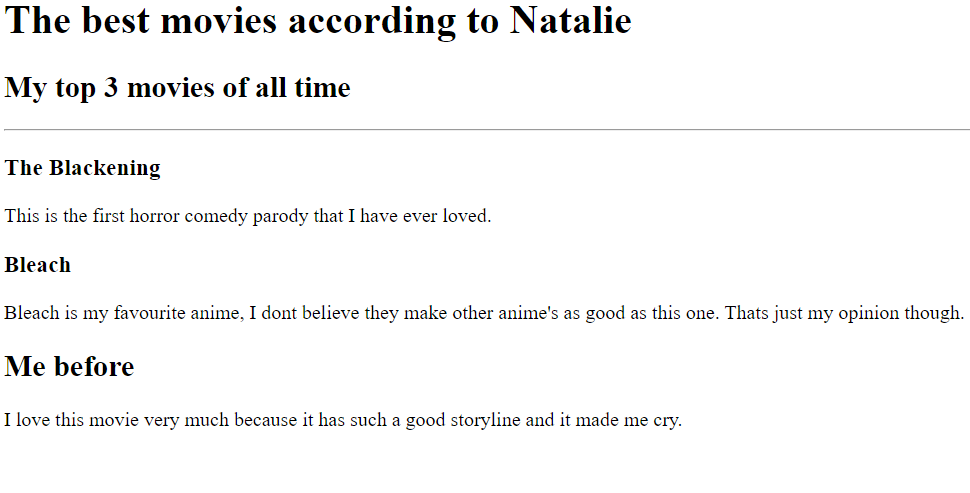 The best movies according to Natalie
My top 3 movies of all time
The Blackening
This is the first horror comedy parody that I have ever loved.
Bleach
Bleach is my favourite anime, I dont believe they make other anime's as good as this one. Thats just my opinion though.
Me before
I love this movie very much because it has such a good storyline and it made me cry.